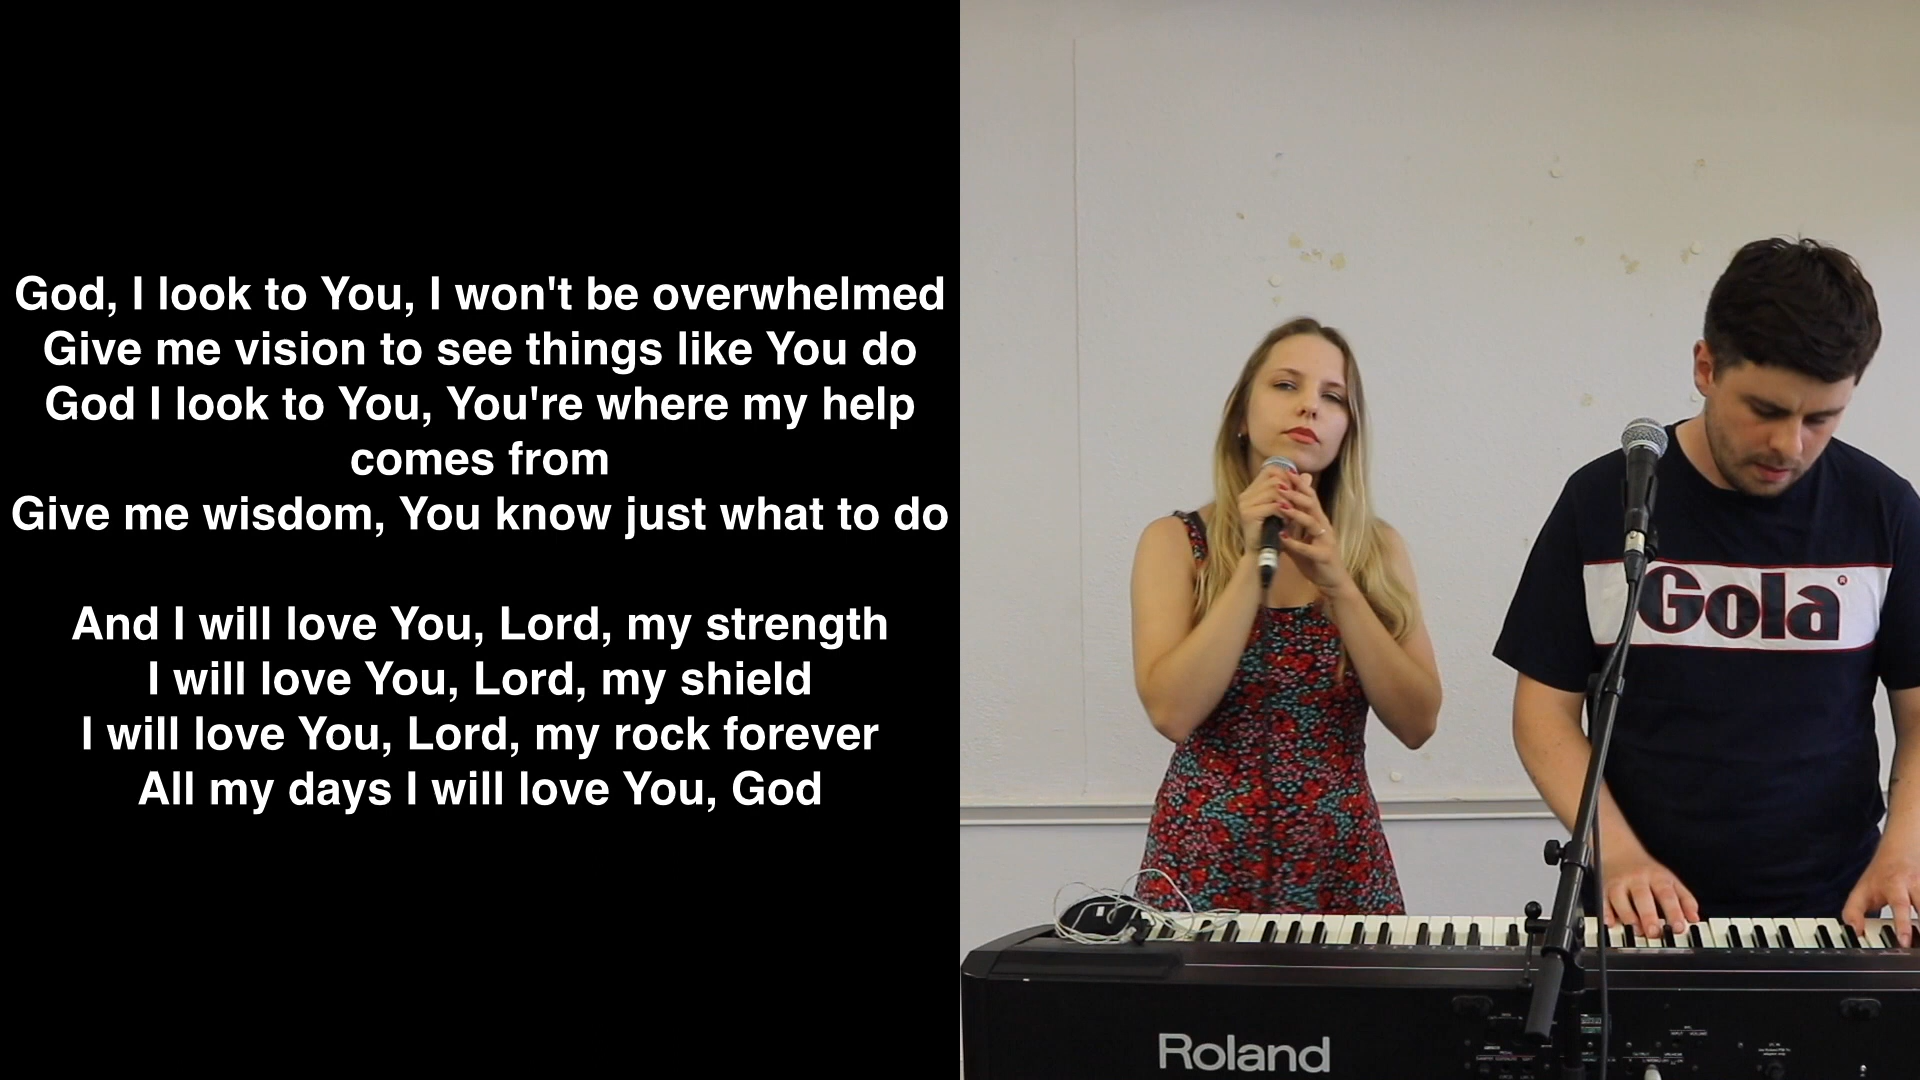 God, I look to You, I won't be overwhelmed
Give me vision to see things like You do
God I look to You, You're where my help
comes from
Give me wisdom, You know just what to do
And I will love You, Lord, my strength
I will love You, Lord, my shield
I will love You, Lord, my rock forever
All my days I will love You, God
Gola®
Roland